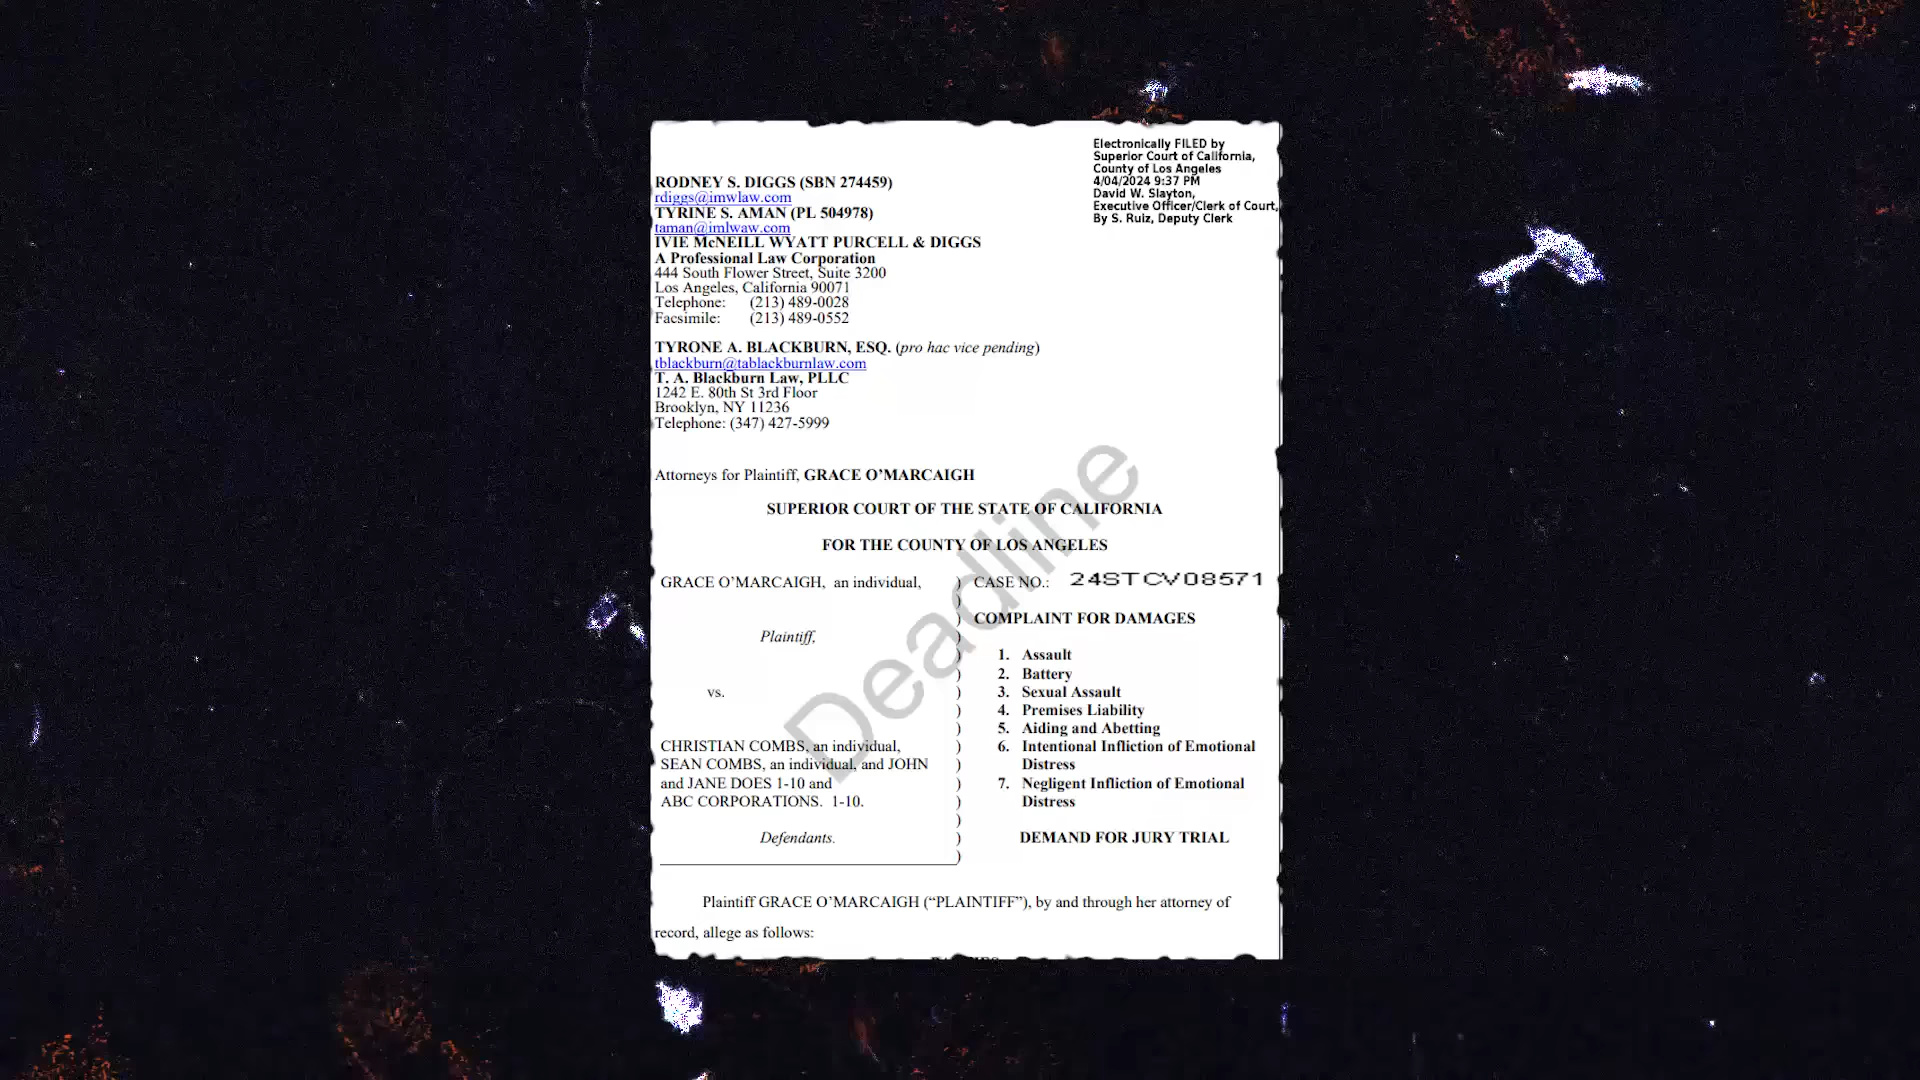 Electronically FILED by
Superior Court of California,
County of Los Angeles
4/04/2024 9:37 PM
David W. Slayton,
Executive Officer/Clerk of Court,
By S. Ruiz, Deputy Clerk
RODNEY S. DIGGS (SBN 274459)
rdiggs@imwlaw.com
TYRINE S. AMAN (PL 504978)
taman@imlwaw.com
IVIE McNEILL WYATT PURCELL & DIGGS
A Professional Law Corporation
444 South Flower Street, Suite 3200
Los Angeles, California 90071
Telephone: (213) 489-0028
Facsimile: (213) 489-0552
TYRONE A. BLACKBURN, ESQ. (pro hac vice pending)
tblackburn@tablackburnlaw.com
T. A. Blackburn Law, PLLC
1242 E. 80th St 3rd Floor
Brooklyn, NY 11236
Telephone: (347) 427-5999
Attorneys for Plaintiff, GRACE O’MARCAIGH
SUPERIOR COURT OF THE STATE OF CALIFORNIA
FOR THE COUNTY OF LOS ANGELES
GRACE O’MARCAIGH, an individual,
Plaintiff,
vs.
CHRISTIAN COMBS, an individual,
SEAN COMBS, an individual, and JOHN
and JANE DOES 1-10 and
ABC CORPORATIONS. 1-10.
Defendants.
CASE NO.: 24STCV08571
COMPLAINT FOR DAMAGES
1. Assault
2. Battery
3. Sexual Assault
4. Premises Liability
5. Aiding and Abetting
6. Intentional Infliction of Emotional
Distress
7. Negligent Infliction of Emotional
Distress
DEMAND FOR JURY TRIAL
Plaintiff GRACE O’MARCAIGH (“PLAINTIFF”), by and through her attorney of
record, allege as follows:
Deadline